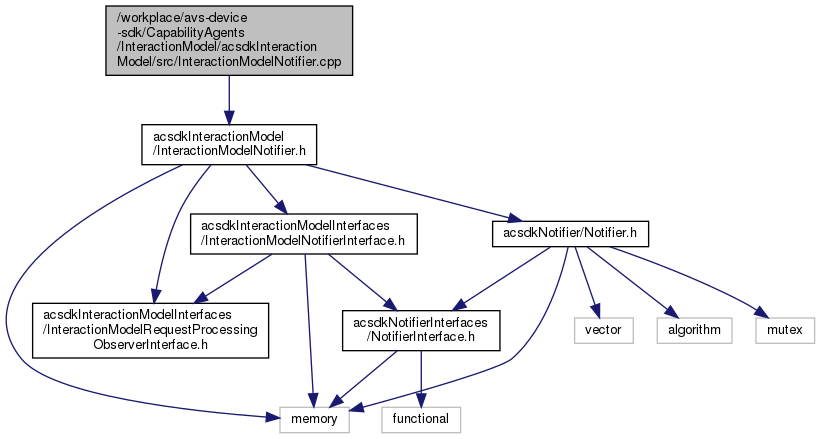 /workplace/avs-device
-sdk/CapabilityAgents
/InteractionModel/acsdkInteraction
Model/src/InteractionModelNotifier.cpp
acsdkInteractionModel
/InteractionModelNotifier.h
acsdkInteractionModelInterfaces
/InteractionModelNotifierInterface.h
acsdkNotifier/Notifier.h
acsdkInteractionModelInterfaces
/InteractionModelRequestProcessing
ObserverInterface.h
acsdkNotifierInterfaces
/NotifierInterface.h
vector
algorithm
mutex
memory
functional